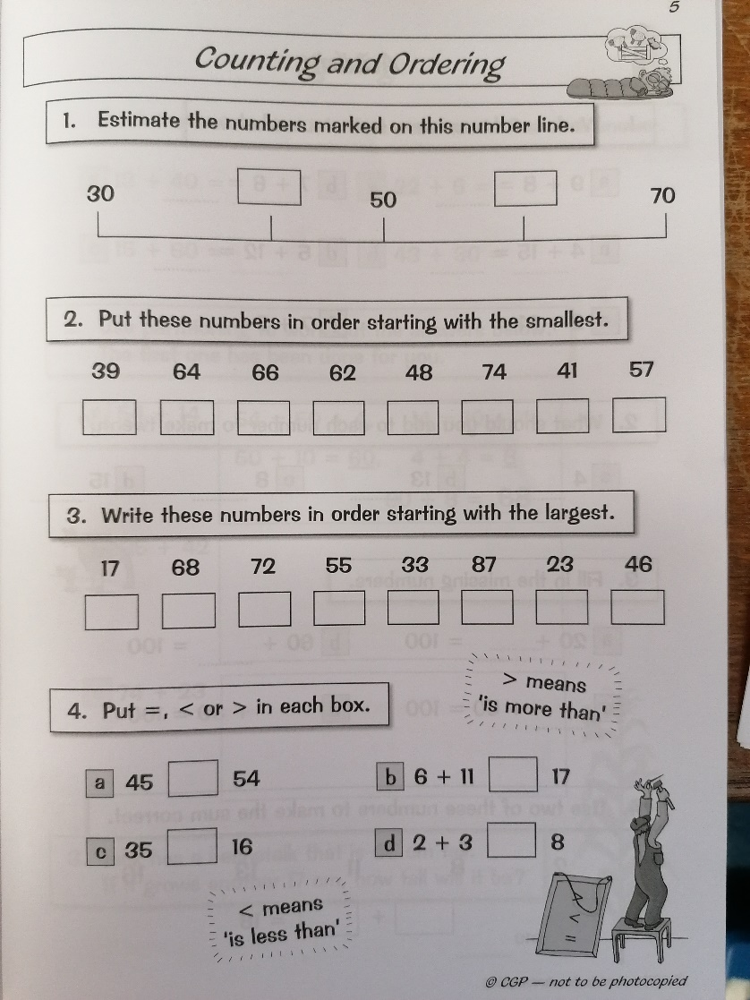 5
Counting and Ordering
1. Estimate the numbers marked on this number line.
30 50 70
2. Put these numbers in order starting with the smallest.
39 64 66 62 48 74 41 57
3. Write these numbers in order starting with the largest.
17 68 72 55 33 87 23 46
> means
'is more than'
4. Put =, < or > in each box.
a 45 54 b 6 + 11 17
c 35 16 d 2 + 3 8
< means
'is less than'
© CGP — not to be photocopied